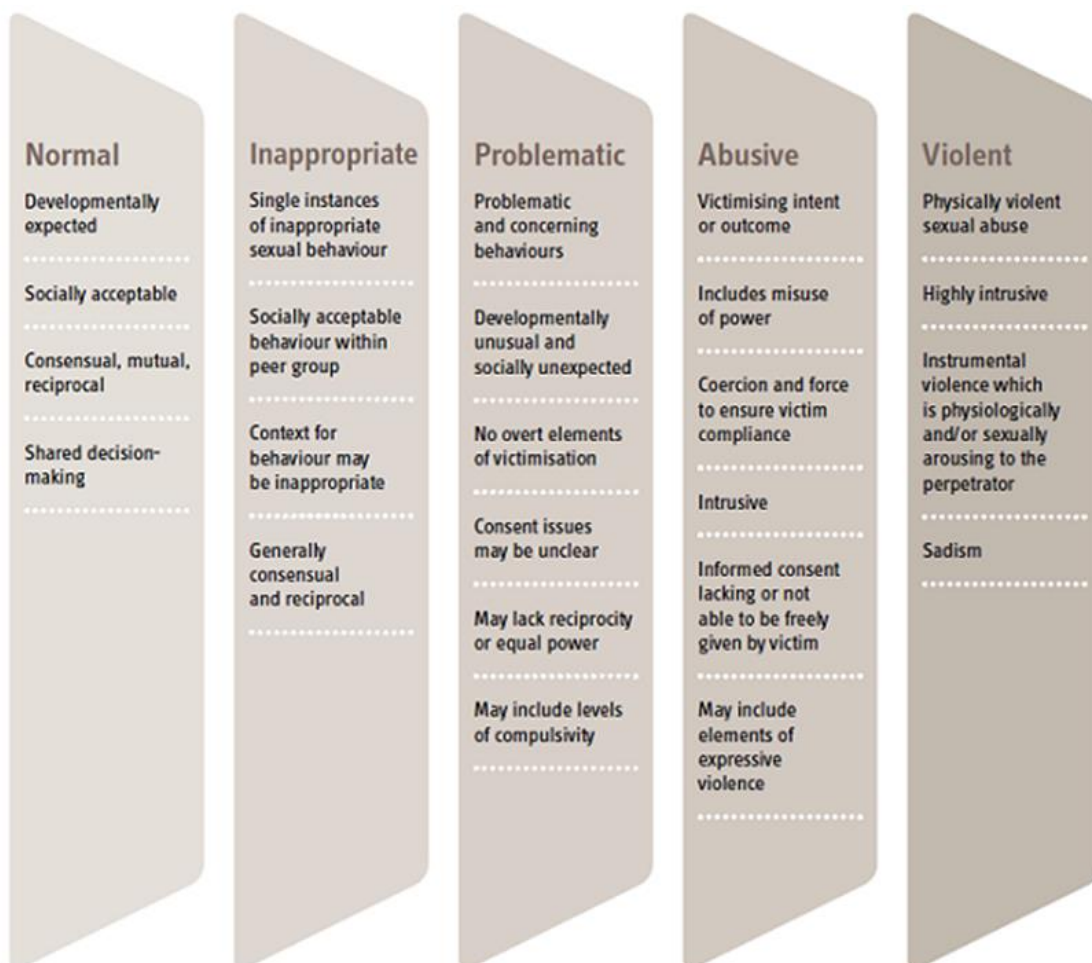 Normal
Developmentally
expected
Socially acceptable
Consensual, mutual,
reciprocal
Shared decision-
making
Inappropriate
Single instances
of inappropriate
sexual behaviour
Socially acceptable
behaviour within
peer group
Context for
behaviour may
be inappropriate
Generally
consensual
and reciprocal
Problematic
Problematic
and concerning
behaviours
Developmentally
unusual and
socially unexpected
No overt elements
of victimisation
Consent issues
may be unclear
May lack reciprocity
or equal power
May include levels
of compulsivity
Abusive
Victimising intent
or outcome
Includes misuse
of power
Coercion and force
to ensure victim
compliance
Intrusive
Informed consent
lacking or not
able to be freely
given by victim
May include
elements of
expressive
violence
Violent
Physically violent
sexual abuse
Highly intrusive
Instrumental
violence which
is physiologically
and/or sexually
arousing to the
perpetrator
Sadism